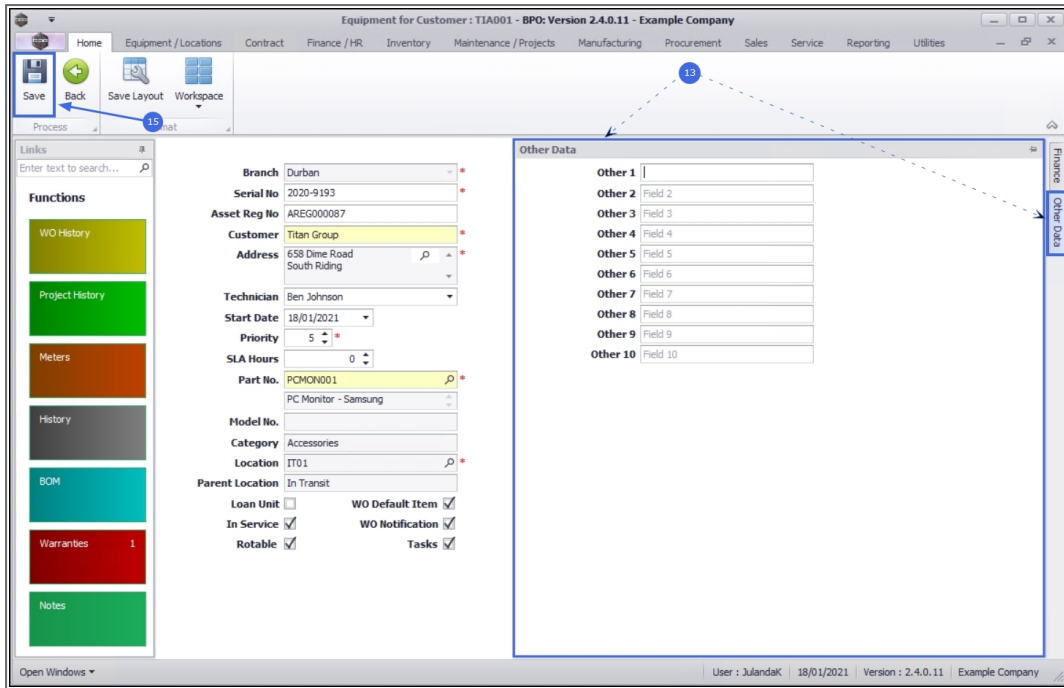 Equipment for Customer : TIA001 - BPO: Version 2.4.0.11 - Example Company
Home Equipment / Locations Contract Finance / HR Inventory Maintenance / Projects Manufacturing Procurement Sales Service Reporting Utilities
Save Back Save Layout Workspace
13
15
Process mat
Links
Enter text to search...
Functions
WO History
Project History
Meters
History
BOM
Warranties 1
Notes
Branch Durban *
Serial No 2020-9193 *
Asset Reg No AREG000087
Customer Titan Group *
Address 658 Dime Road *
South Riding
Technician Ben Johnson
Start Date 18/01/2021
Priority 5 *
SLA Hours 0
Part No. PCMON001 *
PC Monitor - Samsung
Model No.
Category Accessories
Location IT01 *
Parent Location In Transit
Loan Unit WO Default Item
In Service WO Notification
Rotable Tasks
Other Data
Other 1
Other 2 Field 2
Other 3 Field 3
Other 4 Field 4
Other 5 Field 5
Other 6 Field 6
Other 7 Field 7
Other 8 Field 8
Other 9 Field 9
Other 10 Field 10
Finance
Other Data
Open Windows User : JulandaK 18/01/2021 Version : 2.4.0.11 Example Company